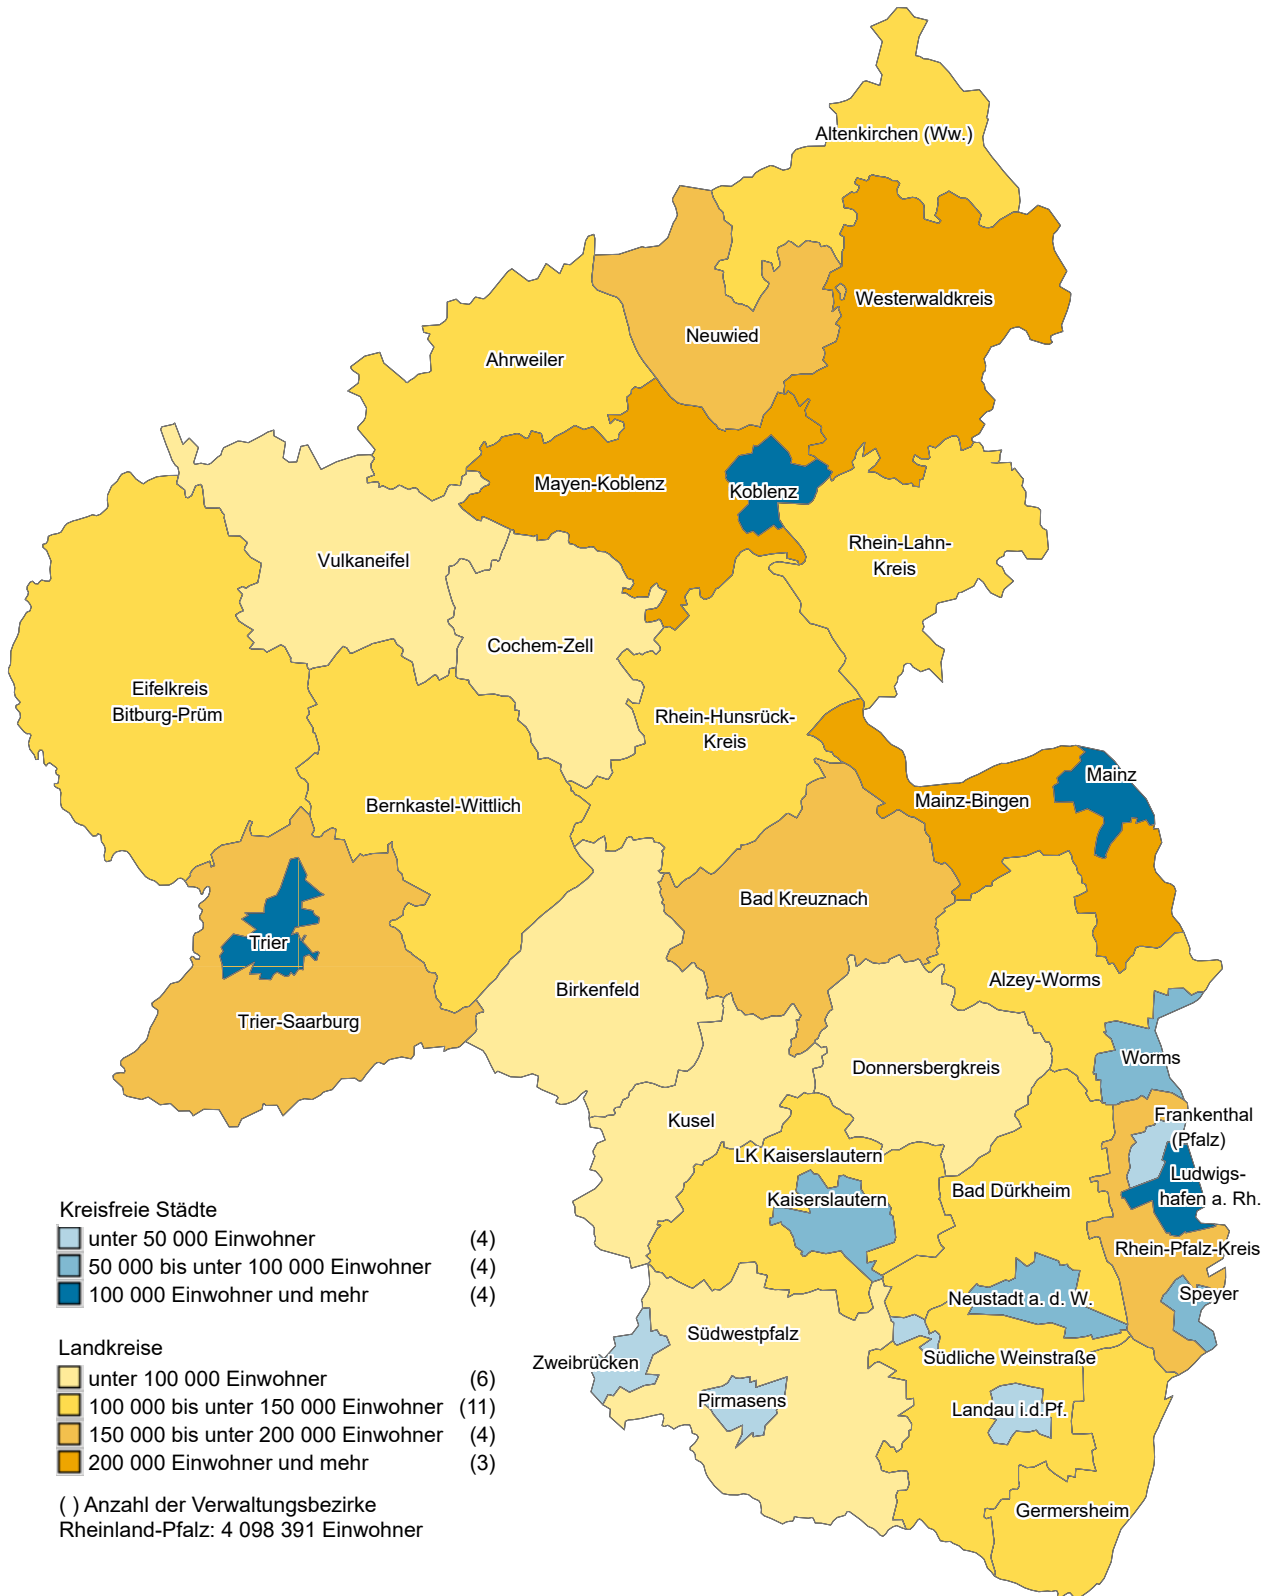 Altenkirchen (Ww.)
Westerwaldkreis
Neuwied
Ahrweiler
Mayen-Koblenz
Koblenz
Rhein-Lahn-
Kreis
Vulkaneifel
Cochem-Zell
Eifelkreis
Bitburg-Prüm
Rhein-Hunsrück-
Kreis
Mainz
Mainz-Bingen
Bernkastel-Wittlich
Bad Kreuznach
Trier
Alzey-Worms
Birkenfeld
Trier-Saarburg
Worms
Donnersbergkreis
Frankenthal
(Pfalz)
Kusel
LK Kaiserslautern
Ludwigs-
hafen a. Rh.
Bad Dürkheim
Kaiserslautern
Rhein-Pfalz-Kreis
Speyer
Neustadt a. d. W.
Südwestpfalz
Südliche Weinstraße
Zweibrücken
Pirmasens
Landau i.d.Pf.
Germersheim
Kreisfreie Städte
unter 50 000 Einwohner (4)
50 000 bis unter 100 000 Einwohner (4)
100 000 Einwohner und mehr (4)
Landkreise
unter 100 000 Einwohner (6)
100 000 bis unter 150 000 Einwohner (11)
150 000 bis unter 200 000 Einwohner (4)
200 000 Einwohner und mehr (3)
( ) Anzahl der Verwaltungsbezirke
Rheinland-Pfalz: 4 098 391 Einwohner